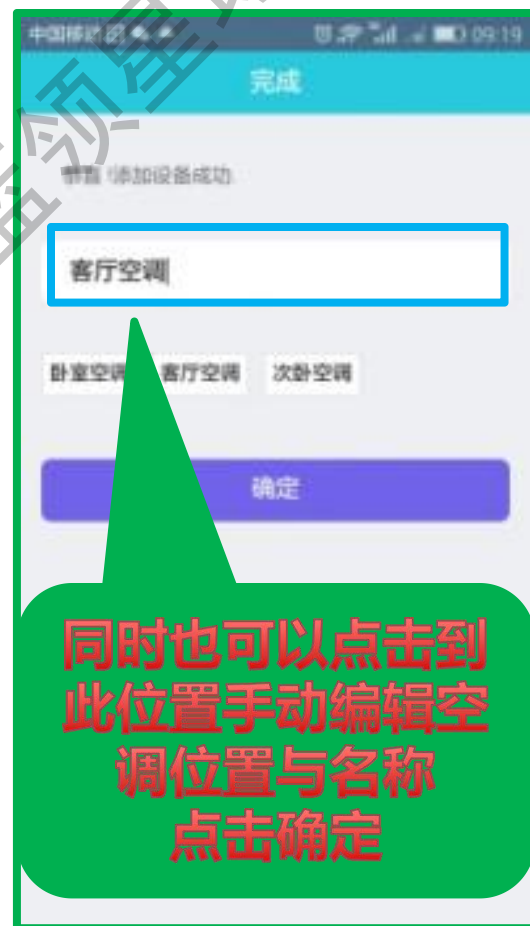 中国移动 09:19
完成
恭喜!添加设备成功
客厅空调
卧室空调 客厅空调 次卧空调
确定
同时也可以点击到
此位置手动编辑空
调位置与名称
点击确定